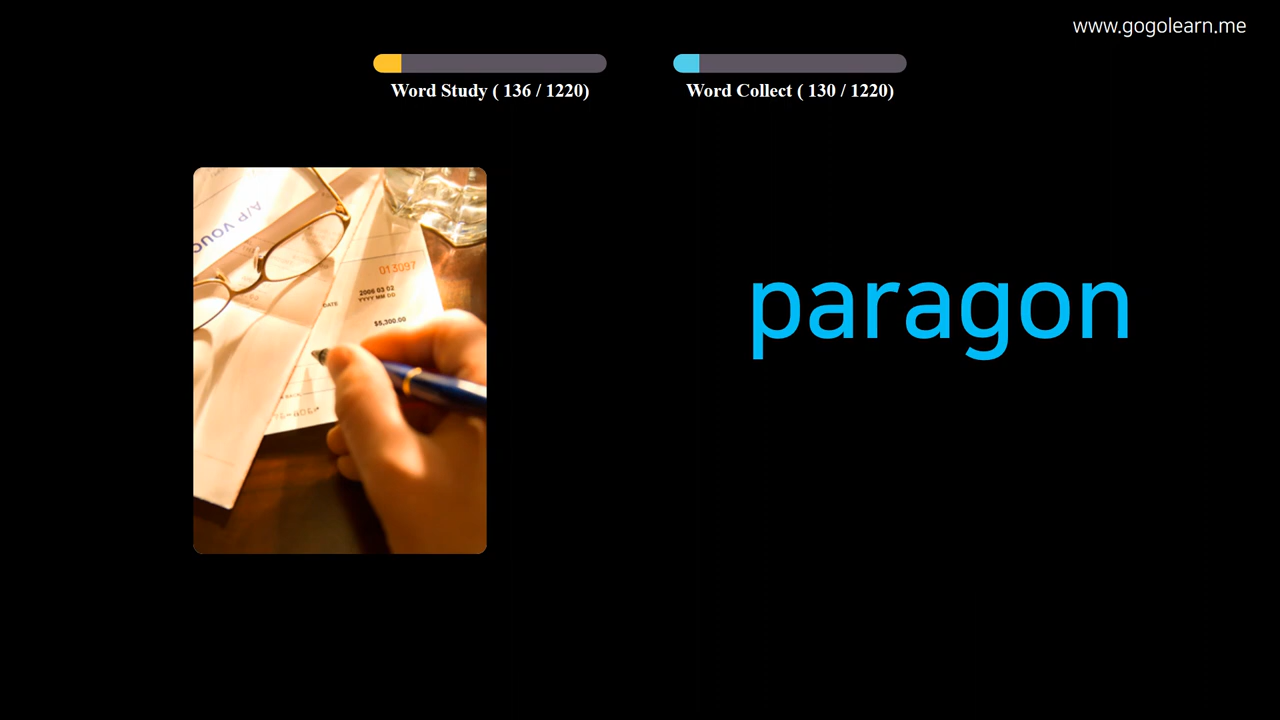 www.gogolearn.me
Word Study ( 136 / 1220)
Word Collect ( 130 / 1220)
A/P VOUC
013097
2006 03 02
YYYY MM DD
DATE
$5,300.00
paragon